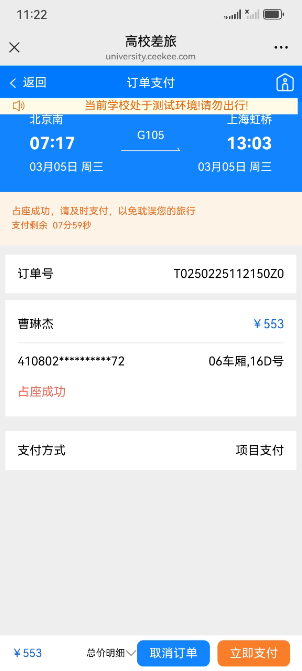 11:22
高校差旅
university.ceekee.com
返回
订单支付
当前学校处于测试环境!请勿出行!
北京南
上海虹桥
07:17
G105
13:03
03月05日 周三
03月05日 周三
占座成功，请及时支付，以免耽误您的旅行
支付剩余 07分59秒
订单号
T0250225112150Z0
曹琳杰
￥553
410802**********72
06车厢,16D号
占座成功
支付方式
项目支付
￥553
总价明细
取消订单
立即支付